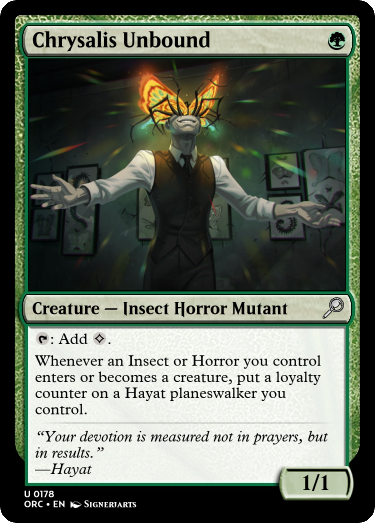 Chrysalis Unbound
Creature — Insect Horror Mutant
: Add .
Whenever an Insect or Horror you control
enters or becomes a creature, put a loyalty
counter on a Hayat planeswalker you
control.
“Your devotion is measured not in prayers, but
in results.”
—Hayat
1/1
U 0178
ORC • EN SIGNERJARTS